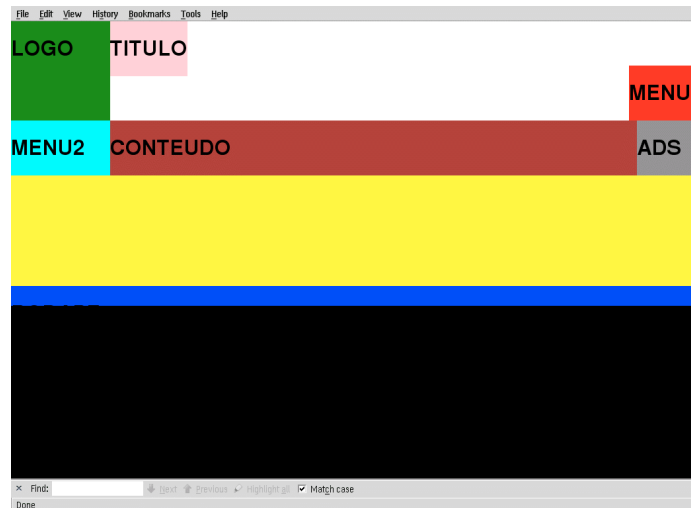 File Edit View History Bookmarks Tools Help
LOGO TITULO
MENU
MENU2 CONTEUDO ADS
× Find: Next Previous Highlight all Match case
Done